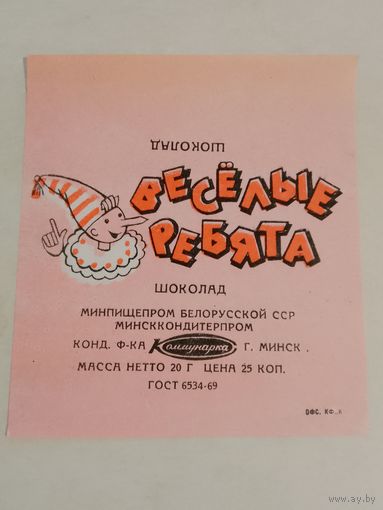 ШОКОЛАД
ВЕСЁЛЫЕ
РЕБЯТА
ШОКОЛАД
МИНПИЩЕПРОМ БЕЛОРУССКОЙ ССР
МИНСККОНДИТЕРПРОМ
КОНД. Ф-КА Коммунарка Г. МИНСК.
МАССА НЕТТО 20 Г ЦЕНА 25 КОП.
ГОСТ 6534-69
www.ay.by